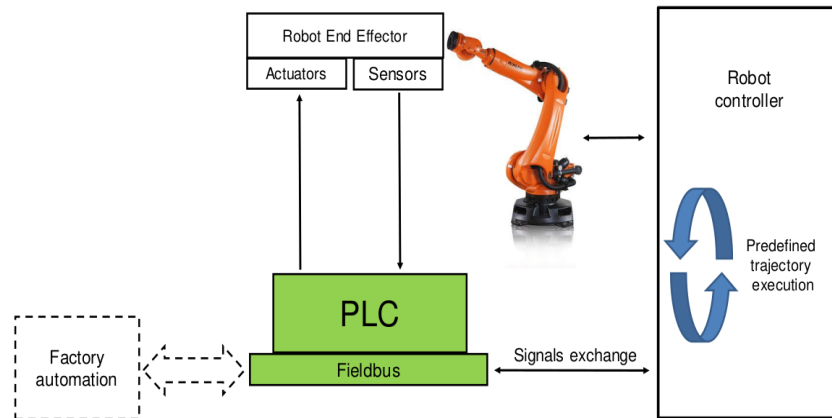 Robot End Effector
Actuators
Sensors
Robot
controller
Predefined
trajectory
execution
PLC
Fieldbus
Signals exchange
Factory
automation